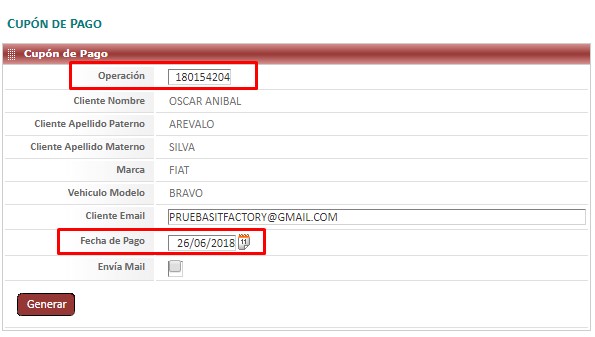 CUPÓN DE PAGO
Cupón de Pago
Operación 180154204
Cliente Nombre OSCAR ANIBAL
Cliente Apellido Paterno AREVALO
Cliente Apellido Materno SILVA
Marca FIAT
Vehiculo Modelo BRAVO
Cliente Email PRUEBASITFACTORY@GMAIL.COM
Fecha de Pago 26/06/2018 11
Envía Mail
Generar